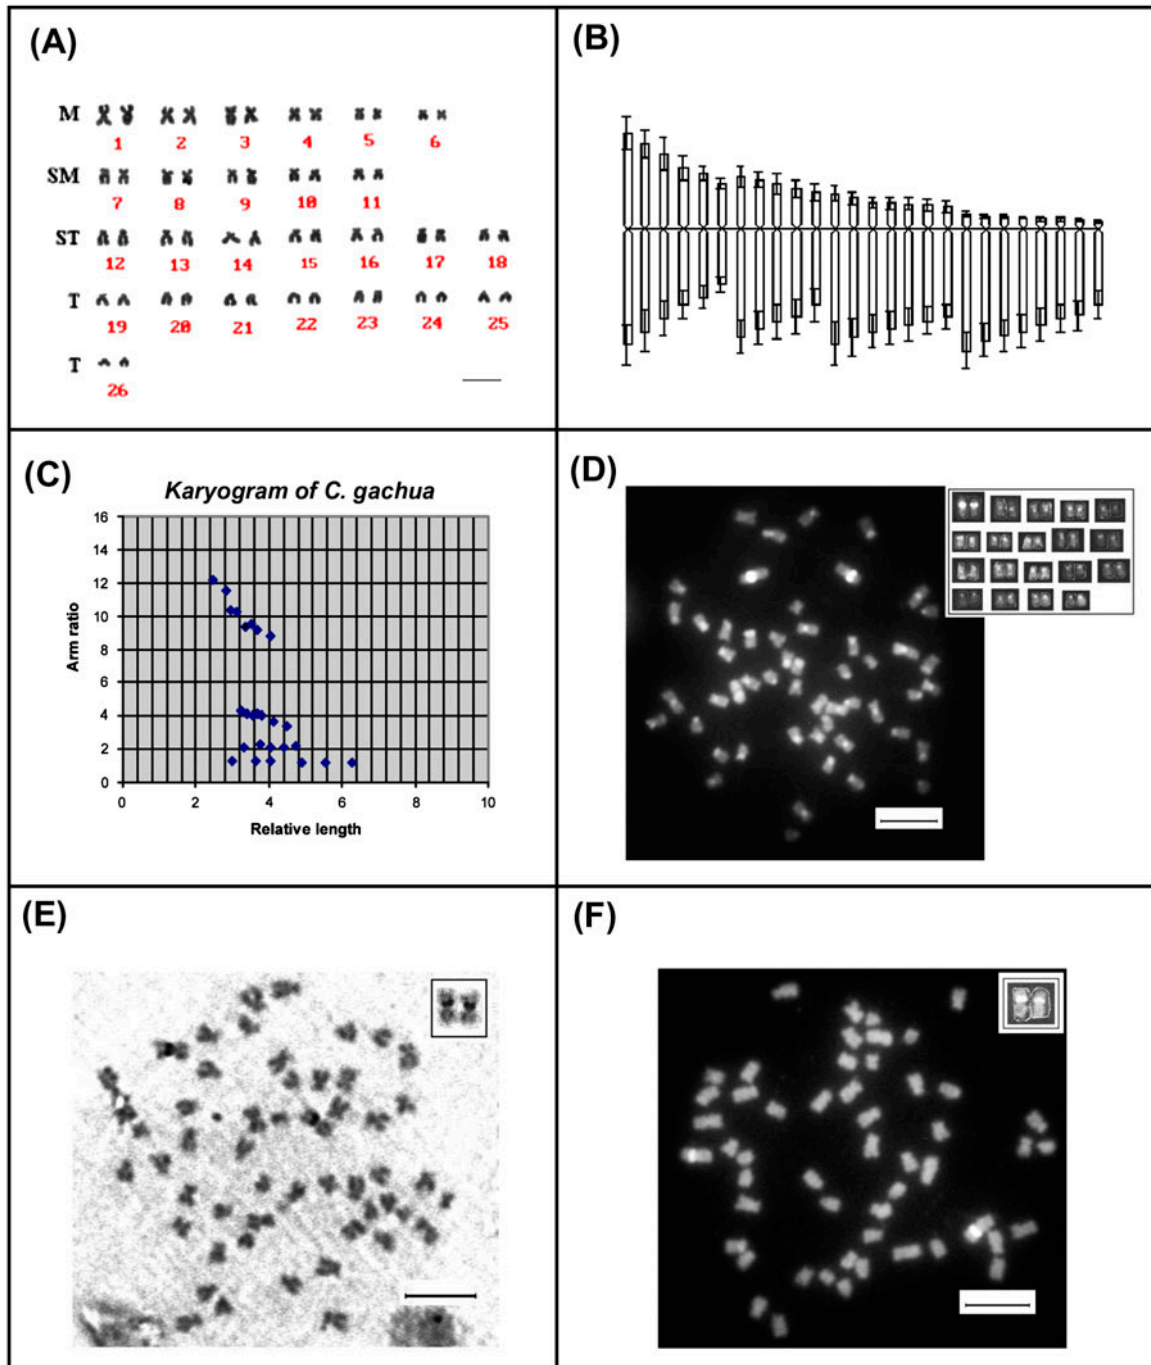 (A)
M
1 2 3 4 5 6
SM
7 8 9 10 11
ST
12 13 14 15 16 17 18
T
19 20 21 22 23 24 25
T
26
(B)
(C)
Karyogram of C. gachua
Arm ratio
16
14
12
10
8
6
4
2
0
0 2 4 6 8 10
Relative length
(D)
(E)
(F)